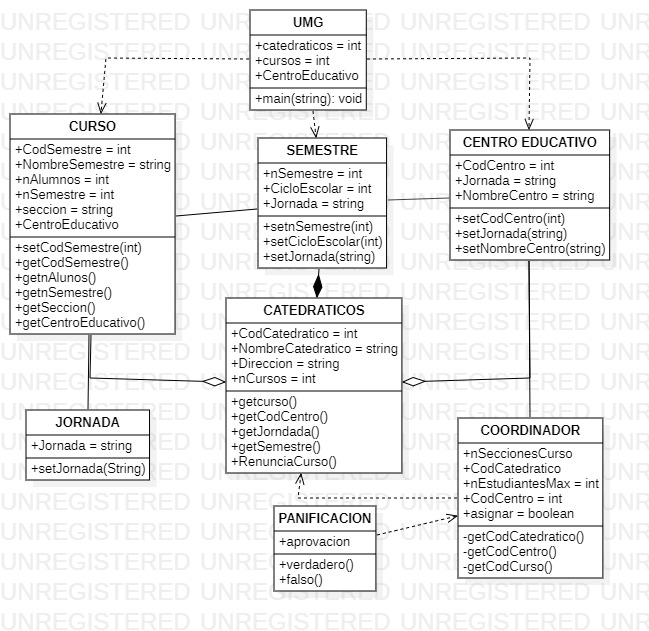 UMG
+catedraticos = int
+cursos = int
+CentroEducativo
+main(string): void
CURSO
+CodSemestre = int
+NombreSemestre = string
+nAlumnos = int
+nSemestre = int
+seccion = string
+CentroEducativo
+setCodSemestre(int)
+getCodSemestre()
+getnAlunos()
+getnSemestre()
+getSeccion()
+getCentroEducativo()
SEMESTRE
+nSemestre = int
+CicloEscolar = int
+Jornada = string
+setnSemestre(int)
+setCicloEscolar(int)
+setJornada(string)
CENTRO EDUCATIVO
+CodCentro = int
+Jornada = string
+NombreCentro = string
+setCodCentro(int)
+setJornada(string)
+setNombreCentro(string)
CATEDRATICOS
+CodCatedratico = int
+NombreCatedratico = string
+Direccion = string
+nCursos = int
+getcurso()
+getCodCentro()
+getJorndada()
+getSemestre()
+RenunciaCurso()
JORNADA
+Jornada = string
+setJornada(String)
COORDINADOR
+nSeccionesCurso
+CodCatedratico
+nEstudiantesMax = int
+CodCentro = int
+asignar = boolean
-getCodCatedratico()
-getCodCentro()
-getCodCurso()
PANIFICACION
+aprovacion
+verdadero()
+falso()
UNREGISTERED